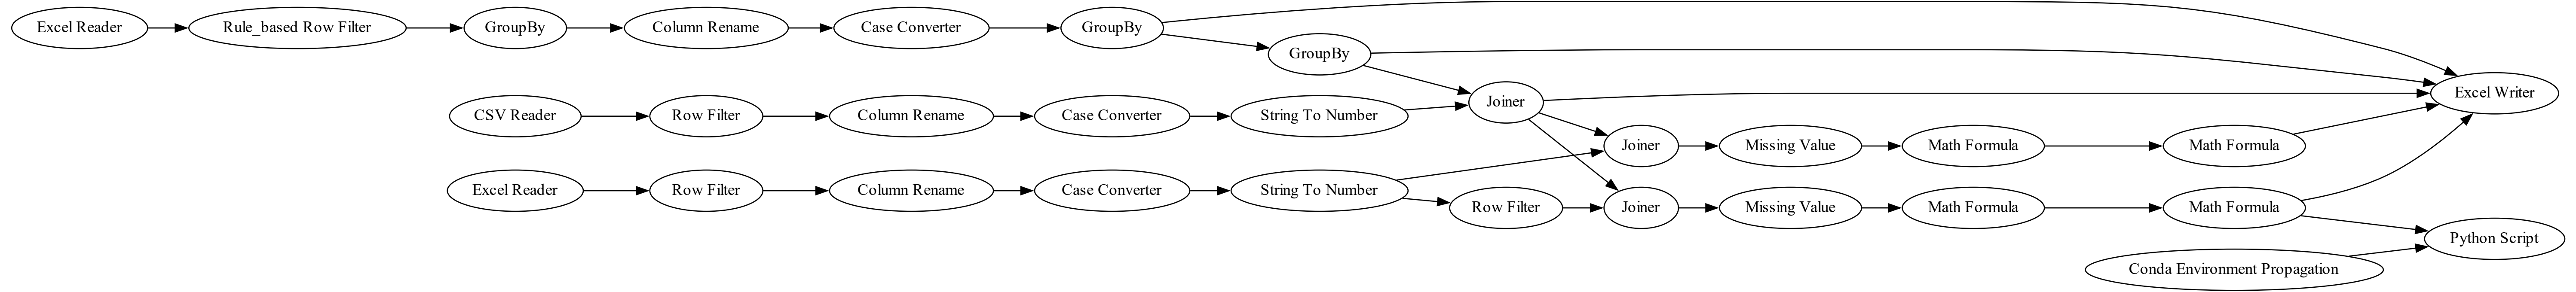 Excel Reader
Rule_based Row Filter
GroupBy
Column Rename
Case Converter
GroupBy
GroupBy
Excel Writer
CSV Reader
Row Filter
Column Rename
Case Converter
String To Number
Joiner
Joiner
Missing Value
Math Formula
Math Formula
Excel Reader
Row Filter
Column Rename
Case Converter
String To Number
Row Filter
Joiner
Missing Value
Math Formula
Math Formula
Python Script
Conda Environment Propagation